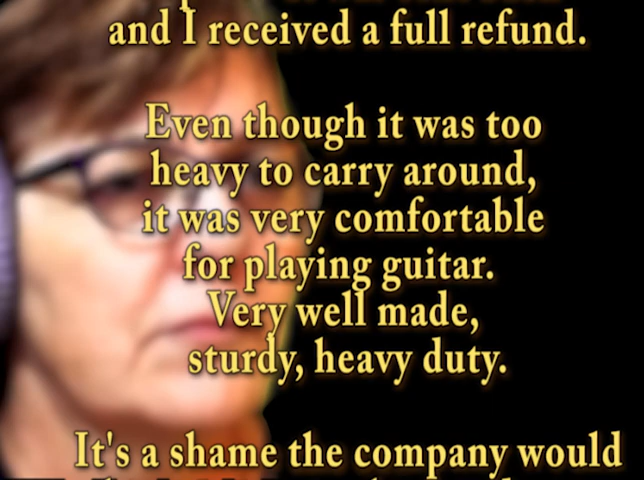 and I received a full refund.
Even though it was too
heavy to carry around,
it was very comfortable
for playing guitar.
Very well made,
sturdy, heavy duty.
It's a shame the company would